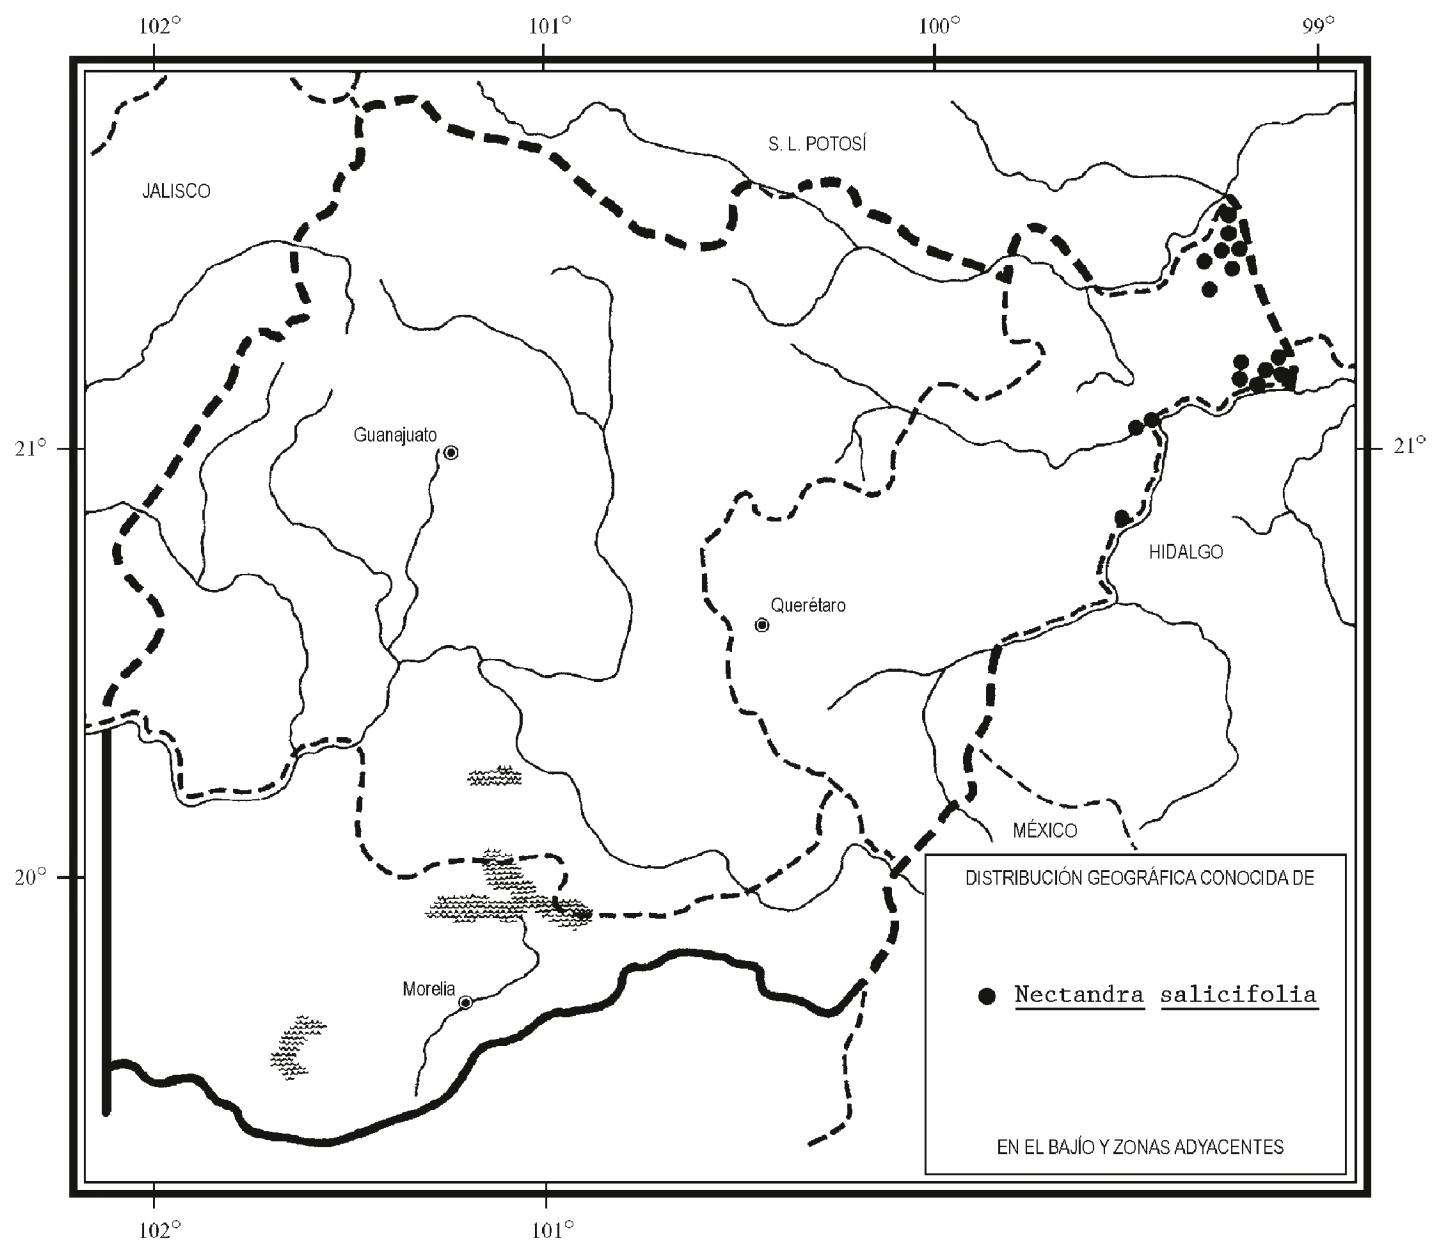 102° 101° 100° 99°
S. L. POTOSÍ
JALISCO
Guanajuato
21° 21°
HIDALGO
Querétaro
MÉXICO
20°
DISTRIBUCIÓN GEOGRÁFICA CONOCIDA DE
Morelia
Nectandra salicifolia
EN EL BAJÍO Y ZONAS ADYACENTES
102° 101°